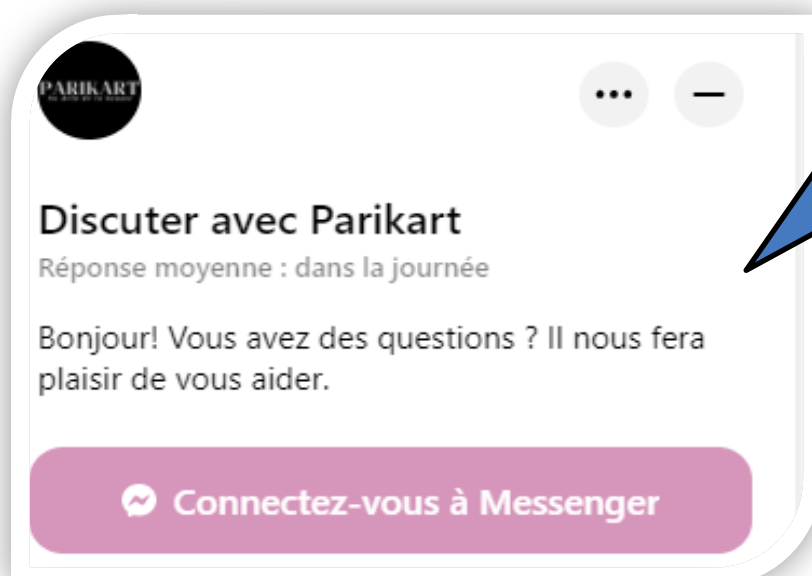 PARIKART
Discuter avec Parikart
Réponse moyenne : dans la journée
Bonjour! Vous avez des questions ? Il nous fera
plaisir de vous aider.
Connectez-vous à Messenger